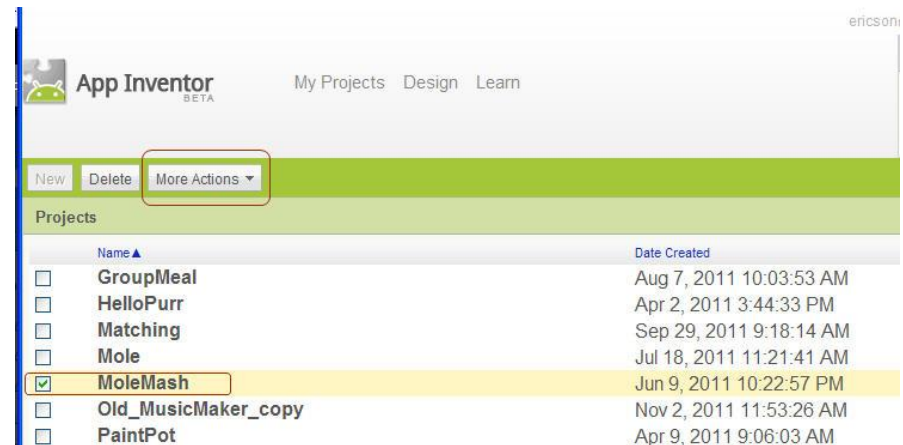 ericson
App Inventor
BETA
My Projects Design Learn
New Delete More Actions
Projects
Name Date Created
GroupMeal Aug 7, 2011 10:03:53 AM
HelloPurr Apr 2, 2011 3:44:33 PM
Matching Sep 29, 2011 9:18:14 AM
Mole Jul 18, 2011 11:21:41 AM
MoleMash Jun 9, 2011 10:22:57 PM
Old_MusicMaker_copy Nov 2, 2011 11:53:26 AM
PaintPot Apr 9, 2011 9:06:03 AM